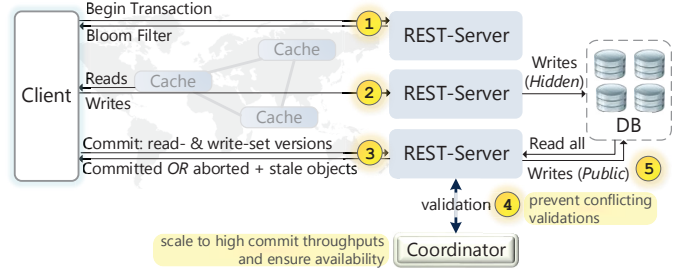 Begin Transaction
Bloom Filter
1
REST-Server
Cache
Client
Reads
Cache
Writes
Cache
2
REST-Server
Writes
(Hidden)
DB
Commit: read- & write-set versions
3
Committed OR aborted + stale objects
REST-Server
Read all
Writes (Public)
5
validation
4
prevent conflicting
validations
scale to high commit throughputs
and ensure availability
Coordinator